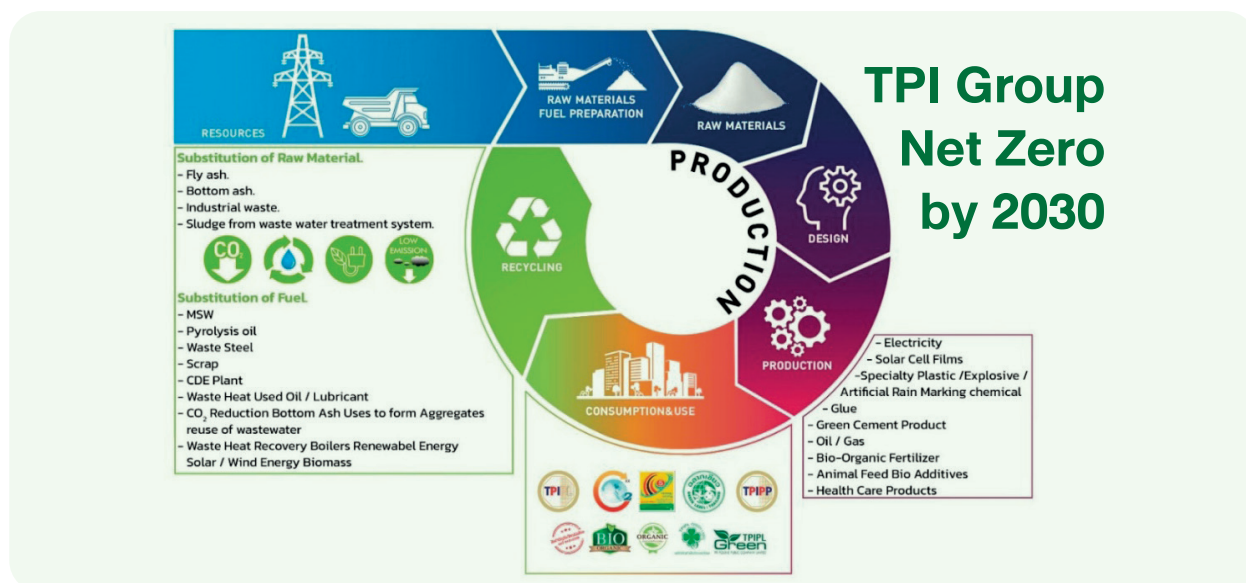 TPI Group
Net Zero
by 2030
RESOURCES
RAW MATERIALS
FUEL PREPARATION
RAW MATERIALS
DESIGN
PRODUCTION
CONSUMPTION&USE
RECYCLING
PRODUCTION
Substitution of Raw Material.
- Fly ash.
- Bottom ash.
- Industrial waste.
- Sludge from waste water treatment system.
CO2
LOW
EMISSION
Substitution of Fuel.
- MSW
- Pyrolysis oil
- Waste Steel
- Scrap
- CDE Plant
- Waste Heat Used Oil / Lubricant
- CO2 Reduction Bottom Ash Uses to form Aggregates
reuse of wastewater
- Waste Heat Recovery Boilers Renewabel Energy
Solar / Wind Energy Biomass
- Electricity
- Solar Cell Films
-Specialty Plastic /Explosive /
Artificial Rain Marking chemical
- Glue
- Green Cement Product
- Oil / Gas
- Bio-Organic Fertilizer
- Animal Feed Bio Additives
- Health Care Products
TPIPP
BIO
ORGANIC
ORGANIC
TPIPL
Green